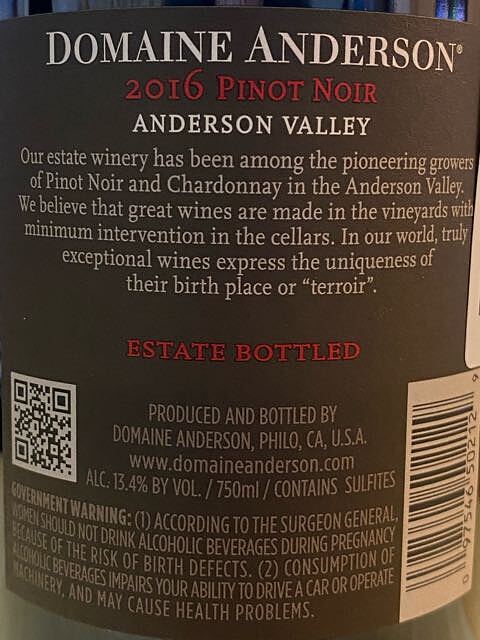 DOMAINE ANDERSON®
2016 PINOT NOIR
ANDERSON VALLEY
Our estate winery has been among the pioneering growers
of Pinot Noir and Chardonnay in the Anderson Valley.
We believe that great wines are made in the vineyards with
minimum intervention in the cellars. In our world, truly
exceptional wines express the uniqueness of
their birth place or “terroir”.
ESTATE BOTTLED
PRODUCED AND BOTTLED BY
DOMAINE ANDERSON, PHILO, CA, U.S.A.
www.domaineanderson.com
ALC. 13.4% BY VOL. / 750ml / CONTAINS SULFITES
GOVERNMENT WARNING: (1) ACCORDING TO THE SURGEON GENERAL,
WOMEN SHOULD NOT DRINK ALCOHOLIC BEVERAGES DURING PREGNANCY
BECAUSE OF THE RISK OF BIRTH DEFECTS. (2) CONSUMPTION OF
ALCOHOLIC BEVERAGES IMPAIRS YOUR ABILITY TO DRIVE A CAR OR OPERATE
MACHINERY, AND MAY CAUSE HEALTH PROBLEMS.
0 97546 50212 9